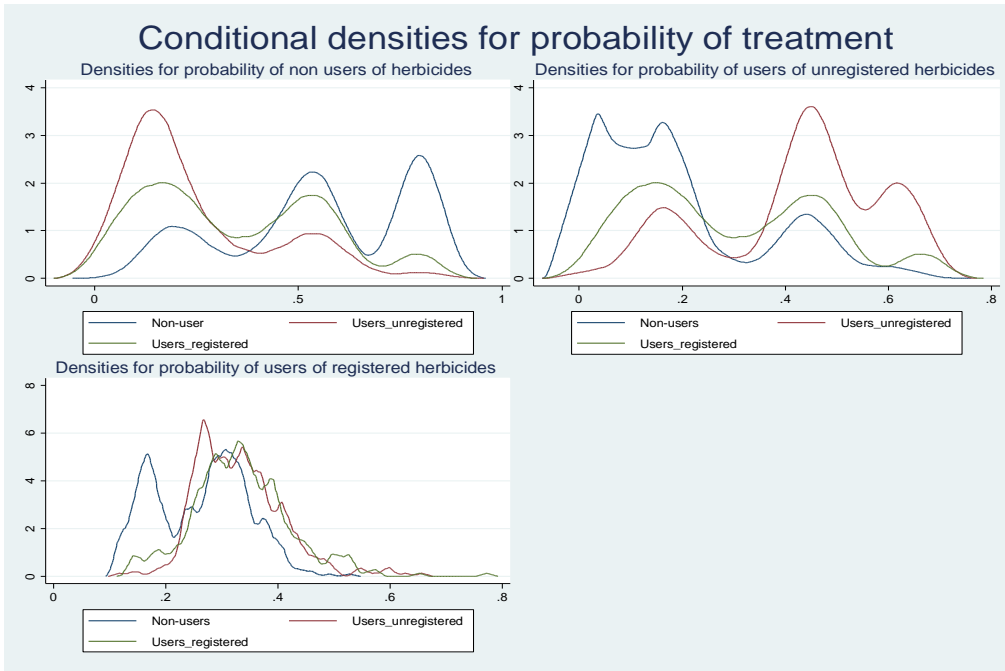 Conditional densities for probability of treatment
Densities for probability of non users of herbicides
4
3
2
1
0
0
.5
1
Non-user
Users_unregistered
Users_registered
Densities for probability of users of unregistered herbicides
4
3
2
1
0
0
.2
.4
.6
.8
Non-users
Users_unregistered
Users_registered
Densities for probability of users of registered herbicides
8
6
4
2
0
0
.2
.4
.6
.8
Non-users
Users_unregistered
Users_registered